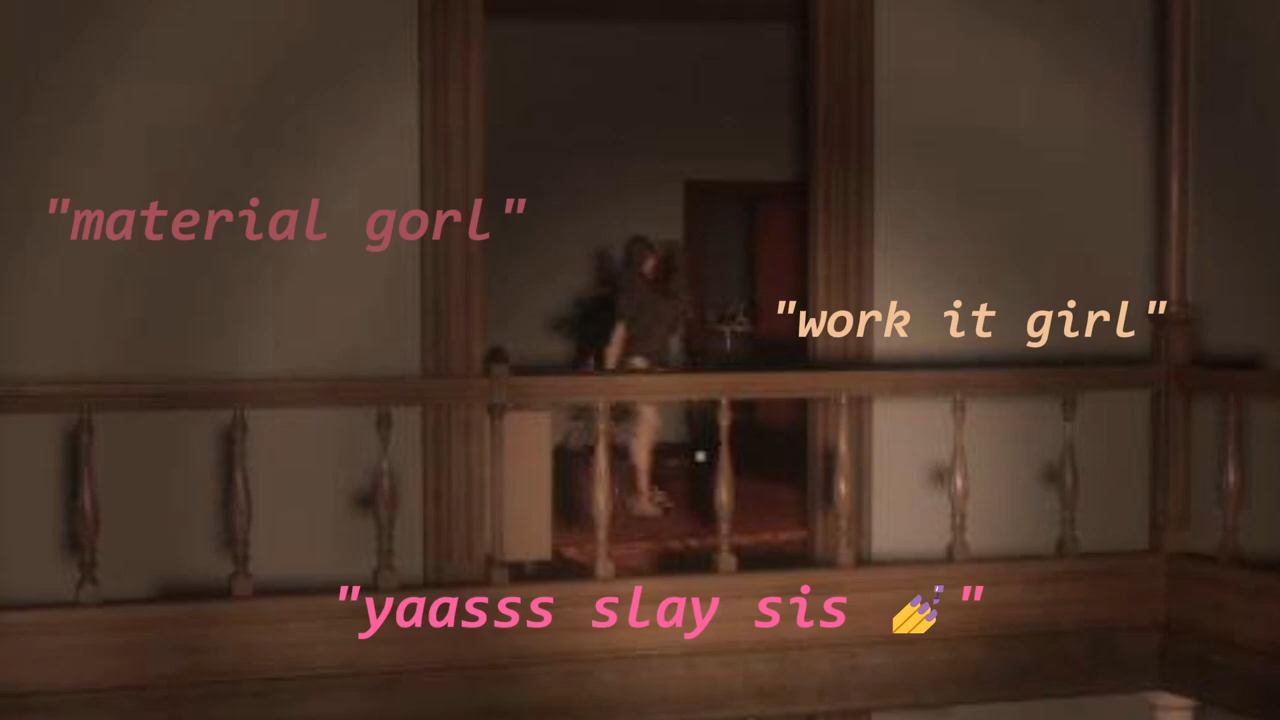 "material gorl"
"work it girl"
"yaasss slay sis 💅"